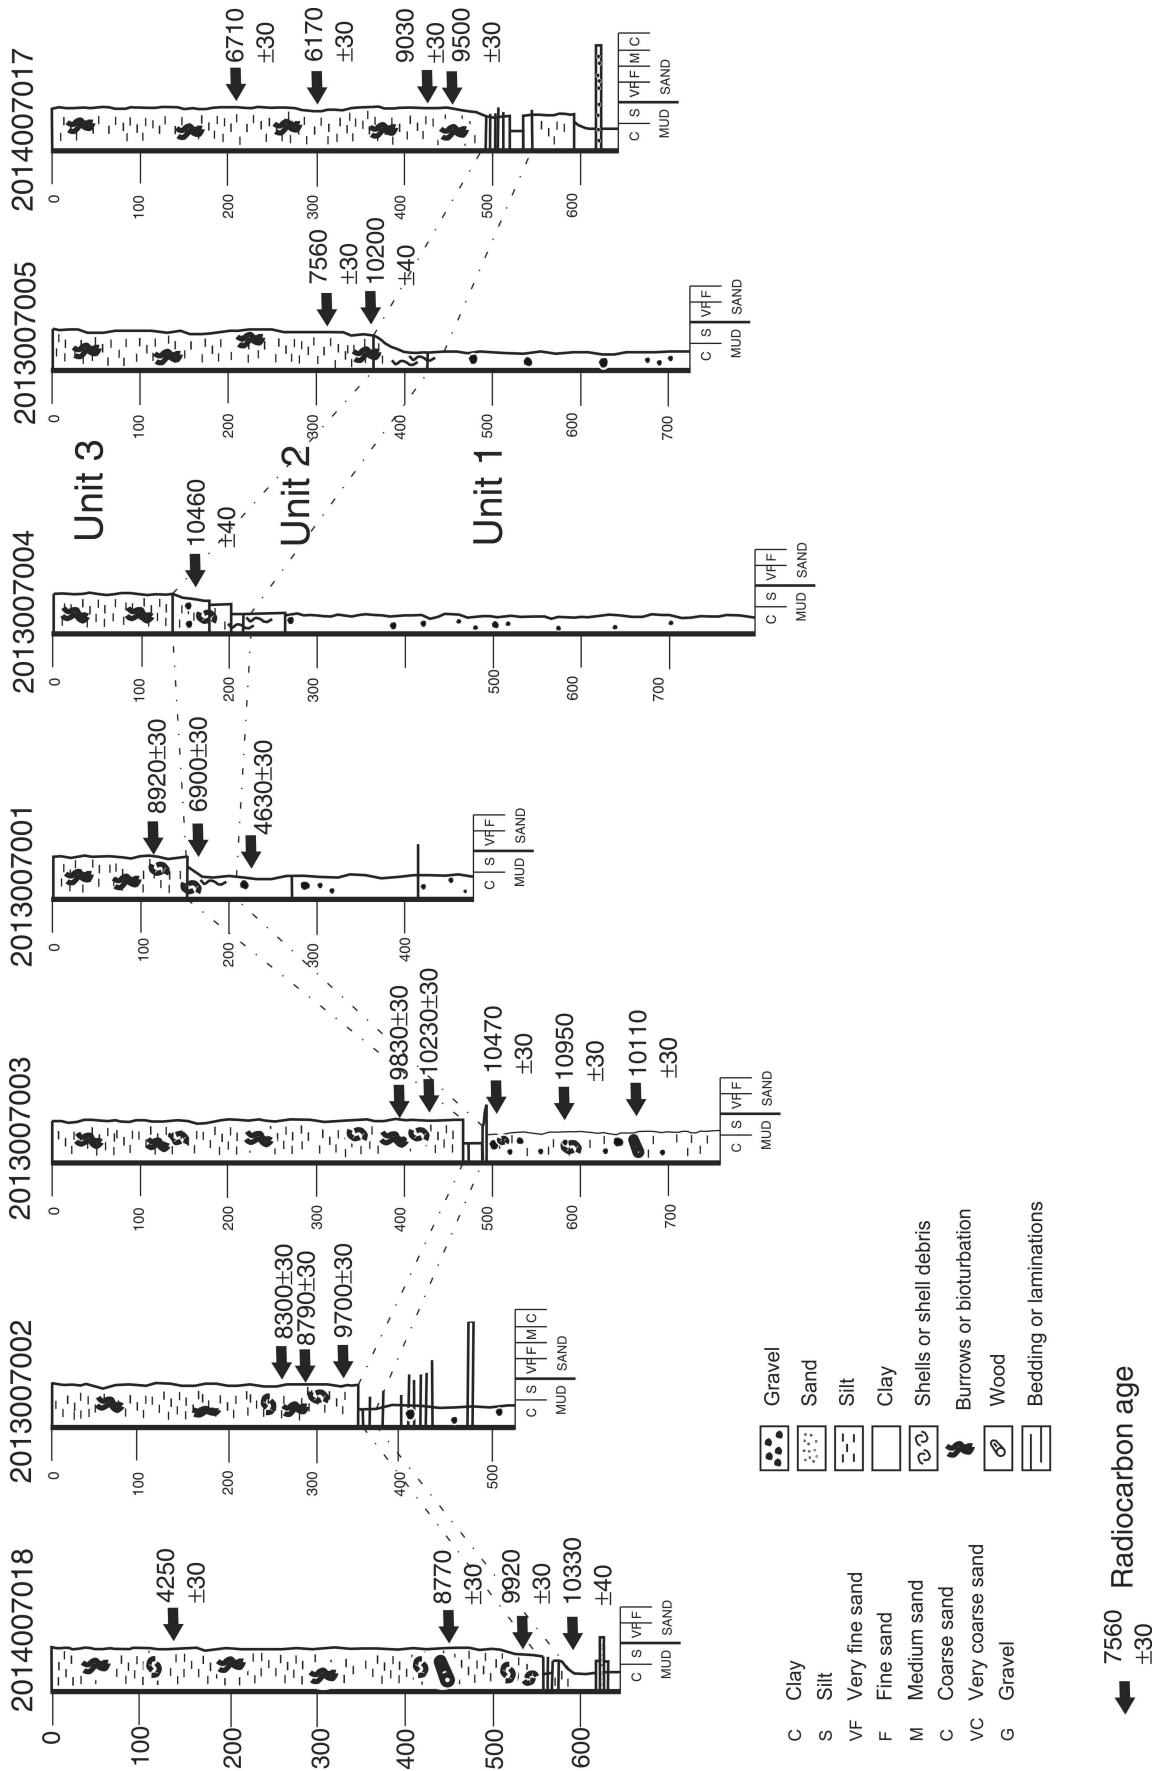 2014007018
0
100
200
300
400
500
600
4250
±30
8770
±30
9920
±30
10330
±40
C S VF F
MUD SAND
2013007002
0
100
200
300
400
500
8300±30
8790±30
9700±30
C S VF F M C
MUD SAND
2013007003
0
100
200
300
400
500
600
700
9830±30
10230±30
10470
±30
10950
±30
10110
±30
C S VF F
MUD SAND
2013007001
0
100
200
300
400
8920±30
6900±30
4630±30
C S VF F
MUD SAND
2013007004
0
100
200
300
500
600
700
10460
±40
C S VF F
MUD SAND
Unit 3
Unit 2
Unit 1
2013007005
0
100
200
300
400
500
600
700
7560
±30
10200
±40
C S VF F
MUD SAND
2014007017
0
100
200
300
400
500
600
6710
±30
6170
±30
9030
±30
9500
±30
C S VF F M C
MUD SAND
C Clay
S Silt
VF Very fine sand
F Fine sand
M Medium sand
C Coarse sand
VC Very coarse sand
G Gravel
Gravel
Sand
Silt
Clay
Shells or shell debris
Burrows or bioturbation
Wood
Bedding or laminations
7560 Radiocarbon age
±30